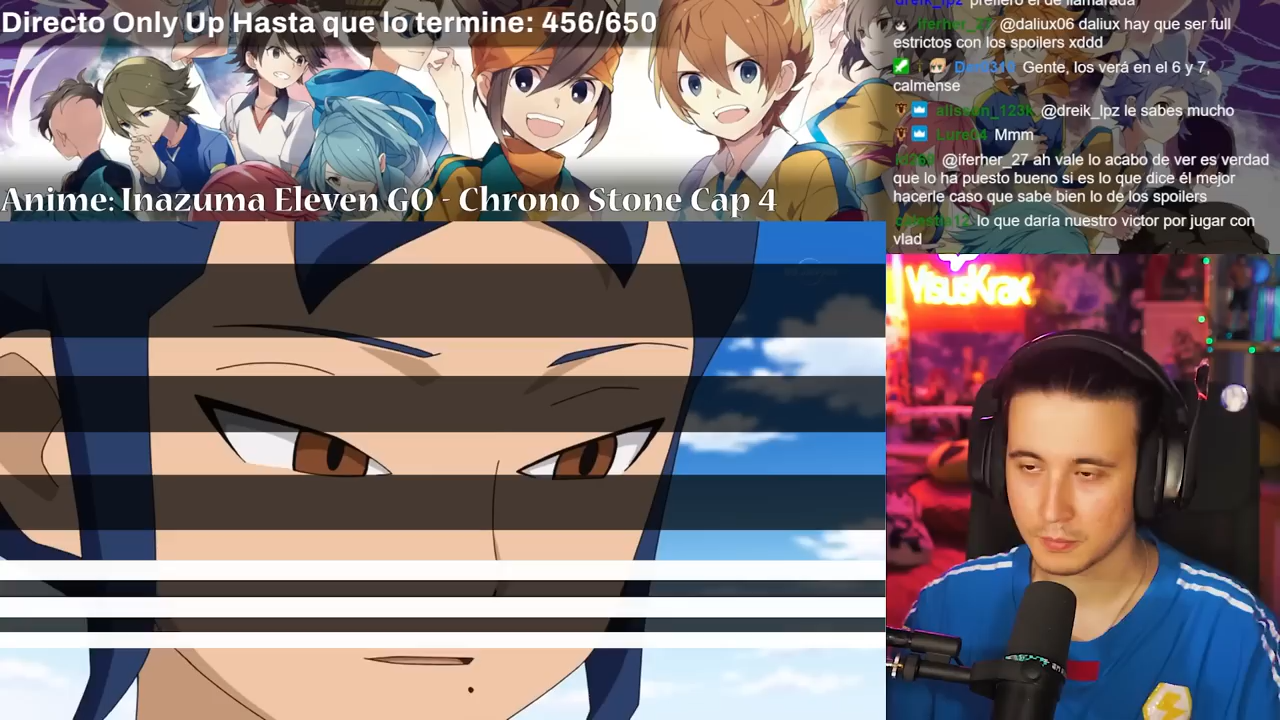 Directo Only Up Hasta que lo termine: 456/650
Anime: Inazuma Eleven GO - Chrono Stone Cap 4
dreik_lpz prefiero el de llamarada
iferher_27 @daliux06 daliux hay que ser full
estrictos con los spoilers xddd
Gente, los verá en el 6 y 7,
calmense
@dreik_lpz le sabes mucho
Mmm
@iferher_27 ah vale lo acabo de ver es verdad
que lo ha puesto bueno si es lo que dice él mejor
hacerle caso que sabe bien lo de los spoilers
lo que daría nuestro victor por jugar con
vlad
VisusKrax